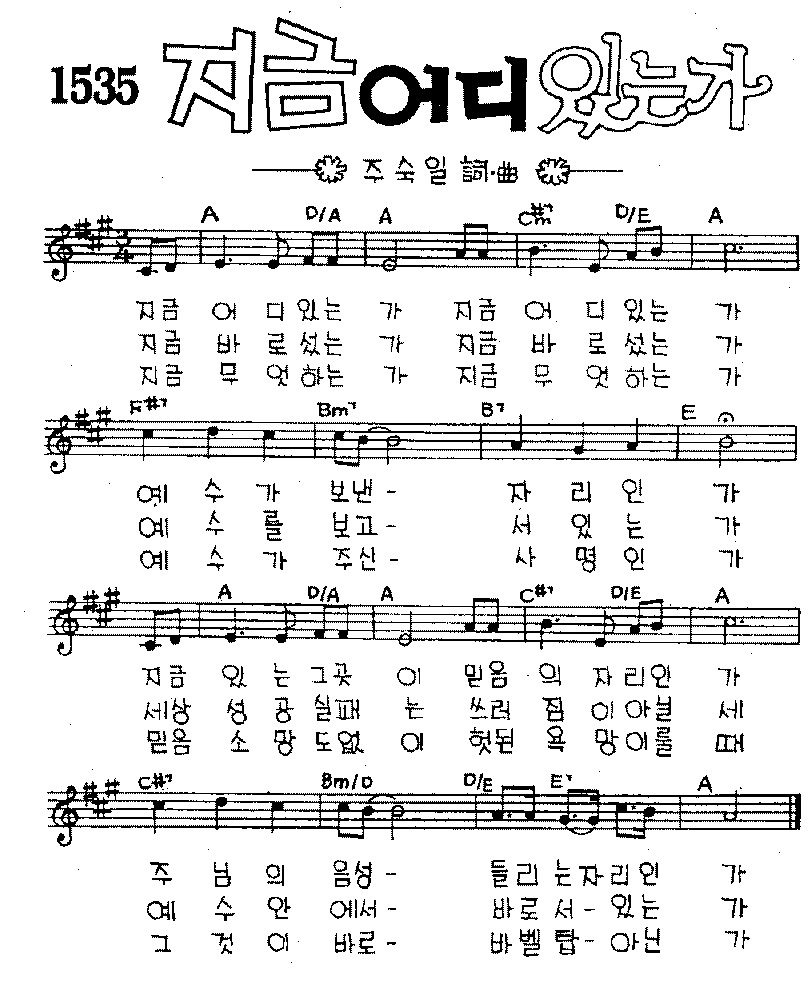 1535 지금어디있는가
주숙일 詞·曲
A D/A A C#m7 D/E A
3/4
지금 어 디있는 가 지금 어 디 있는 가
지금 바 로섰는 가 지금 바 로 섰는 가
지금 무 엇하는 가 지금 무 엇 하는 가
F#7 Bm7 B7 E
예 수 가 보낸- 자 리 인 가
예 수 를 보고- 서 있 는 가
예 수 가 주신- 사 명 인 가
A D/A A C#7 D/E A
지금 있 는그곳 이 믿음 의 자리인 가
세상 성 공실패 는 쓰러 짐 이아닐 세
믿음 소 망도없 이 헛된 욕 망이룰 때
C#7 Bm/D D/E E7 A
주 님 의 음성- 들리는자리인 가
예 수 안 에서- 바로서-있는 가
그 것 이 바로- 바벨탑-아닌 가